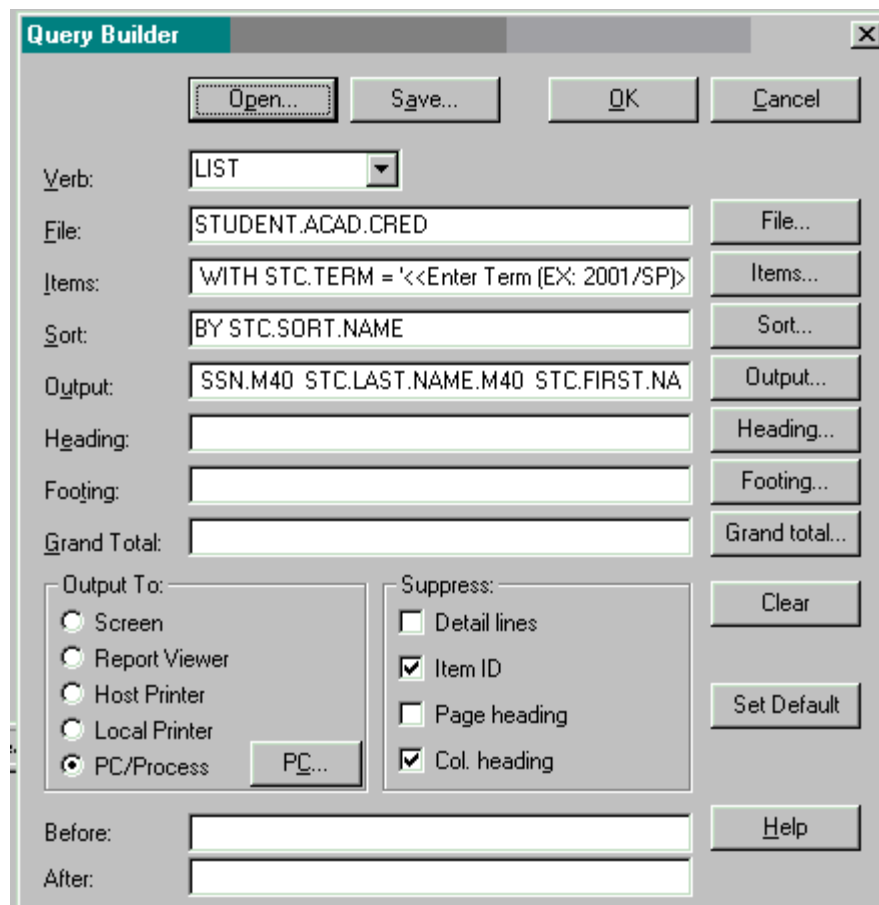 Query Builder
Open... Save... OK Cancel
Verb: LIST
File: STUDENT.ACAD.CRED File...
Items: WITH STC.TERM = '<<Enter Term (EX: 2001/SP)> Items...
Sort: BY STC.SORT.NAME Sort...
Output: SSN.M40 STC.LAST.NAME.M40 STC.FIRST.NA Output...
Heading: Heading...
Footing: Footing...
Grand Total: Grand total...
Output To: Suppress: Clear
Screen Detail lines
Report Viewer Item ID
Host Printer Page heading Set Default
Local Printer Col. heading
PC/Process PC...
Before: Help
After: